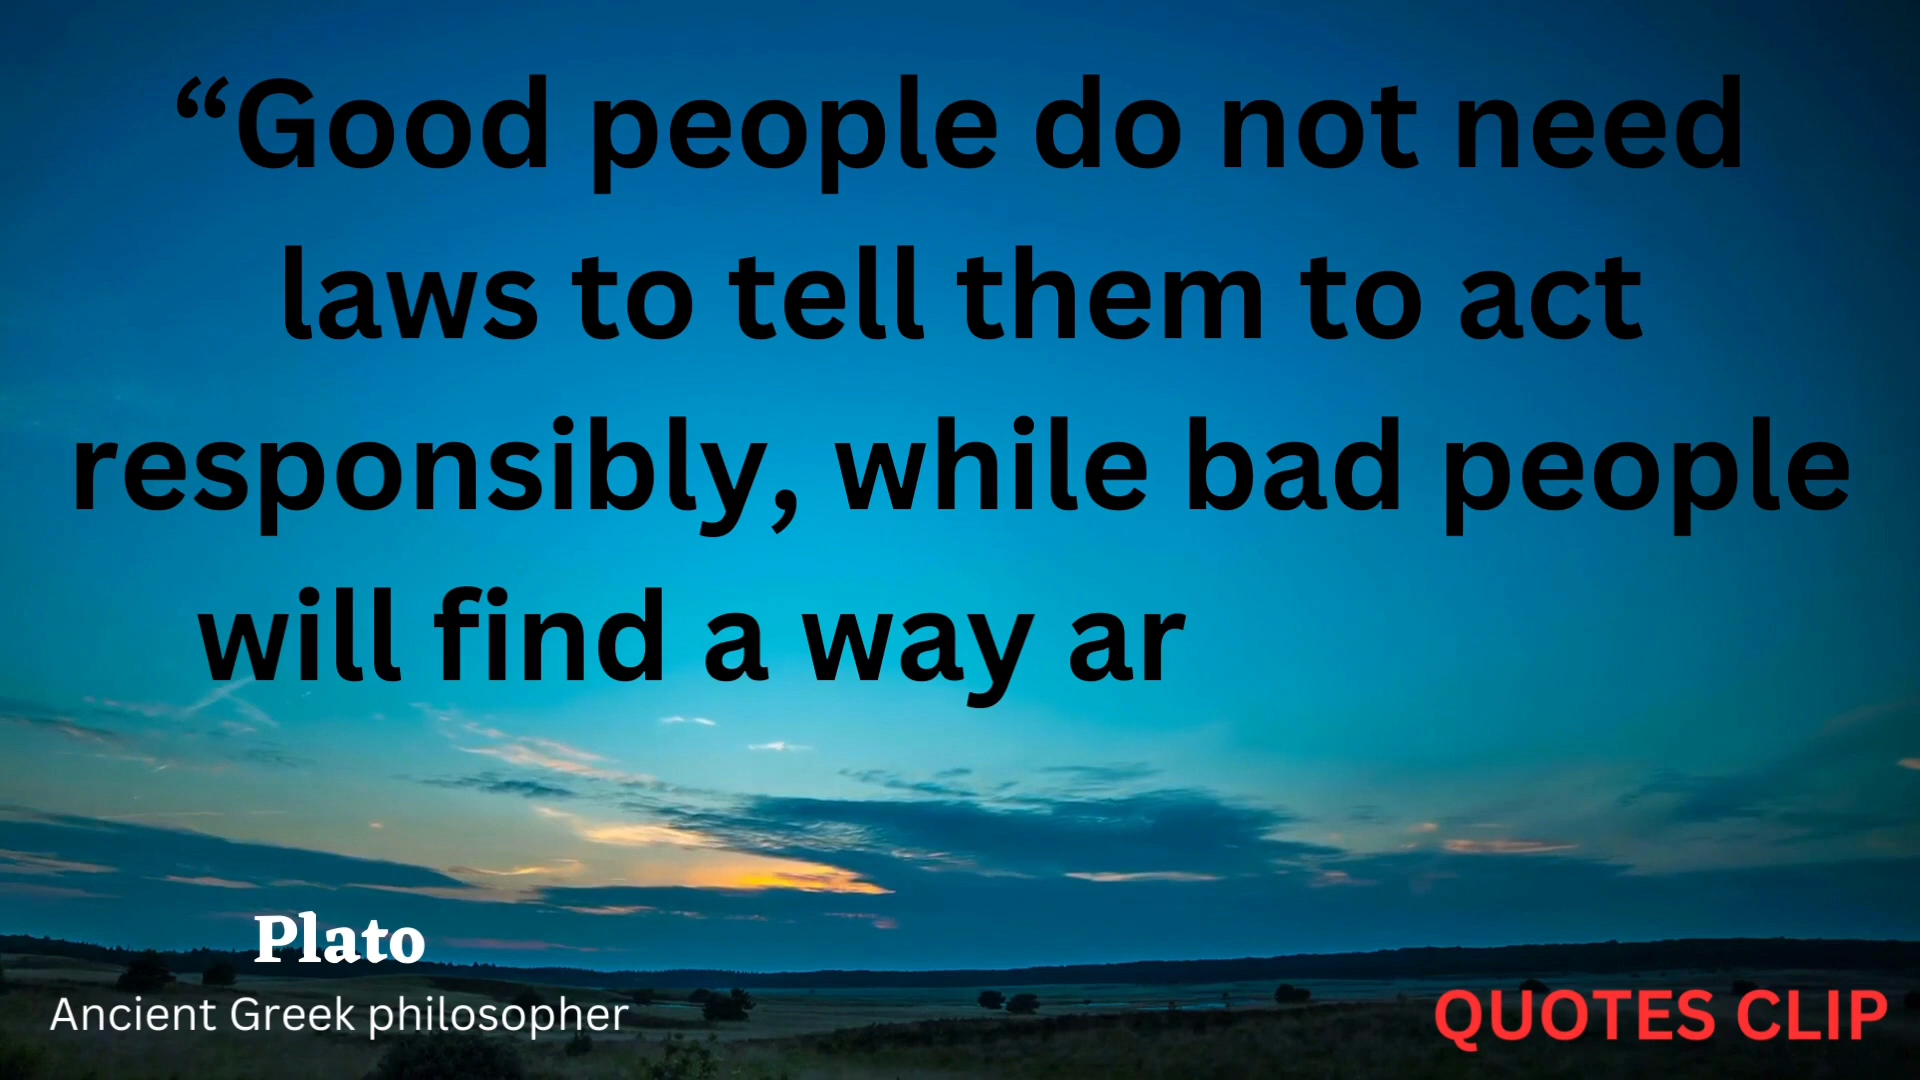 “Good people do not need
laws to tell them to act
responsibly, while bad people
will find a way ar
Plato
Ancient Greek philosopher
QUOTES CLIP